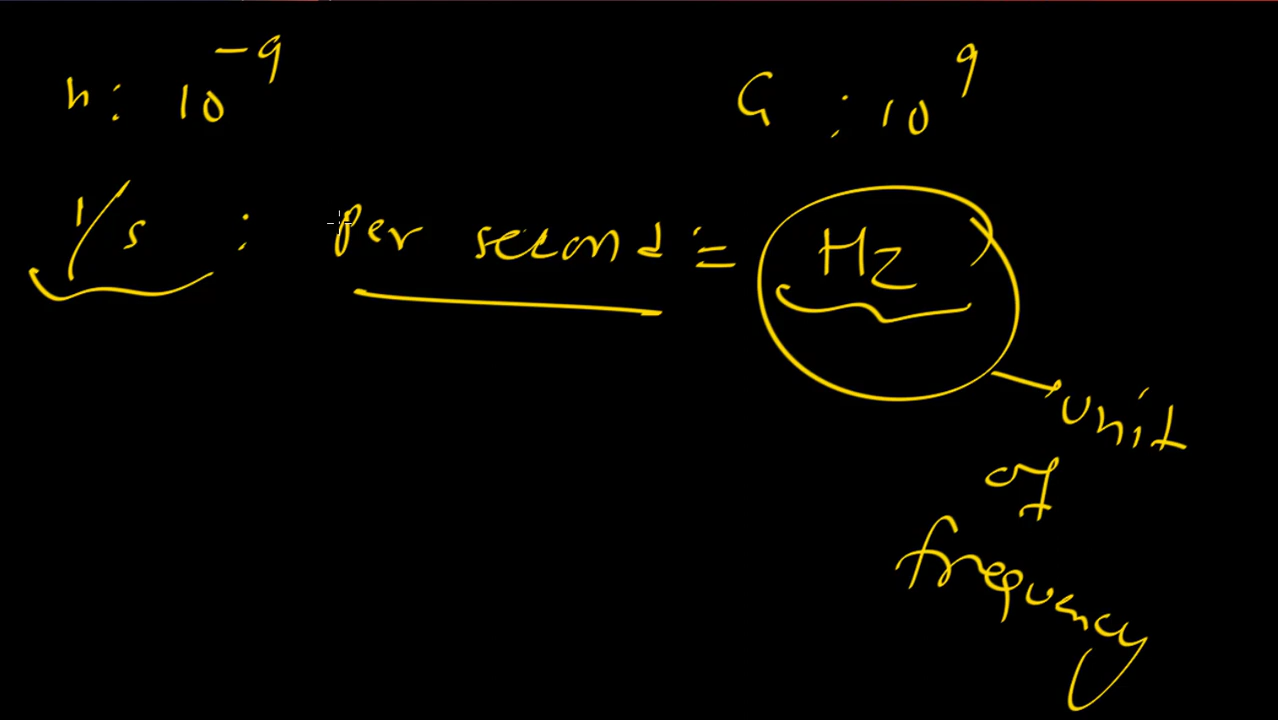 n: 10^-9
G : 10^9
1/s : Per second = Hz
unit
of
frequency